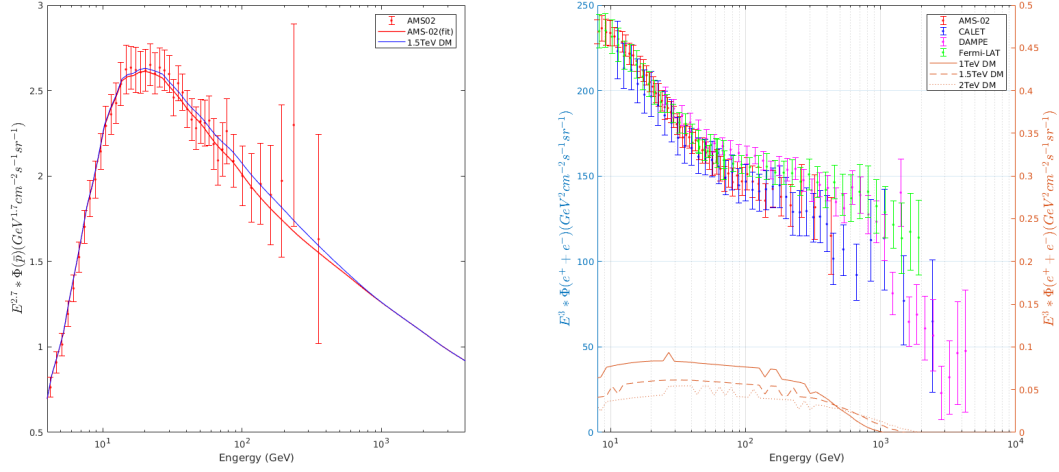 3
2.5
2
1.5
1
0.5
10^1
10^2
10^3
Engergy (GeV)
E^{2.7} * Φ(p̄)(GeV^{1.7}cm^{-2}s^{-1}sr^{-1})
AMS02
AMS-02(fit)
1.5TeV DM
250
200
150
100
50
0
10^1
10^2
10^3
10^4
Engergy (GeV)
E^3 * Φ(e^+ + e^-)(GeV^2cm^{-2}s^{-1}sr^{-1})
AMS-02
CALET
DAMPE
Fermi-LAT
1TeV DM
1.5TeV DM
2TeV DM
0.5
0.45
0.4
0.35
0.3
0.25
0.2
0.15
0.1
0.05
0
E^3 * Φ(e^+ + e^-)(GeV^2cm^{-2}s^{-1}sr^{-1})